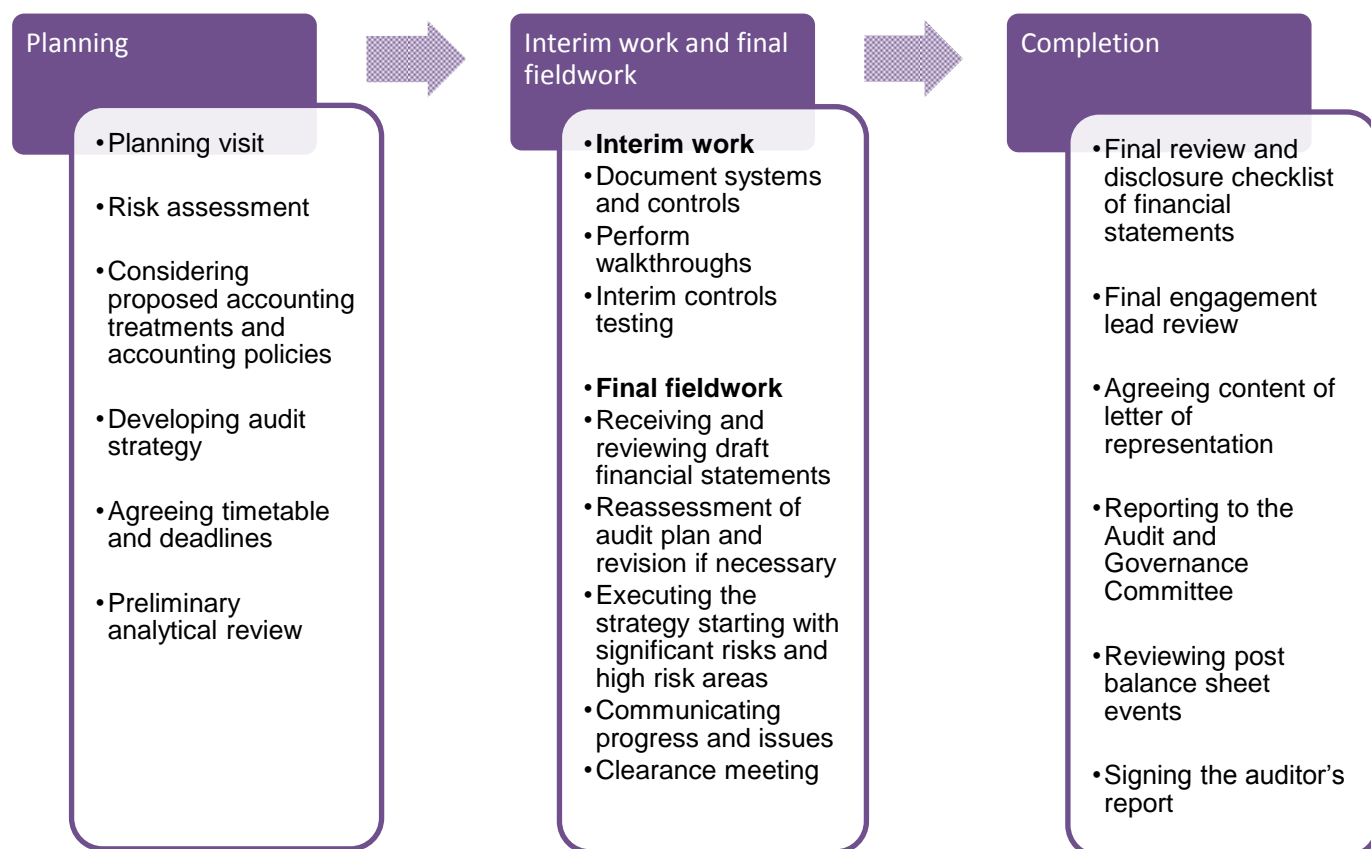 Planning
•Planning visit
•Risk assessment
•Considering
proposed accounting
treatments and
accounting policies
•Developing audit
strategy
•Agreeing timetable
and deadlines
•Preliminary
analytical review
Interim work and final
fieldwork
•Interim work
•Document systems
and controls
•Perform
walkthroughs
•Interim controls
testing
•Final fieldwork
•Receiving and
reviewing draft
financial statements
•Reassessment of
audit plan and
revision if necessary
•Executing the
strategy starting with
significant risks and
high risk areas
•Communicating
progress and issues
•Clearance meeting
Completion
•Final review and
disclosure checklist
of financial
statements
•Final engagement
lead review
•Agreeing content of
letter of
representation
•Reporting to the
Audit and
Governance
Committee
•Reviewing post
balance sheet
events
•Signing the auditor’s
report